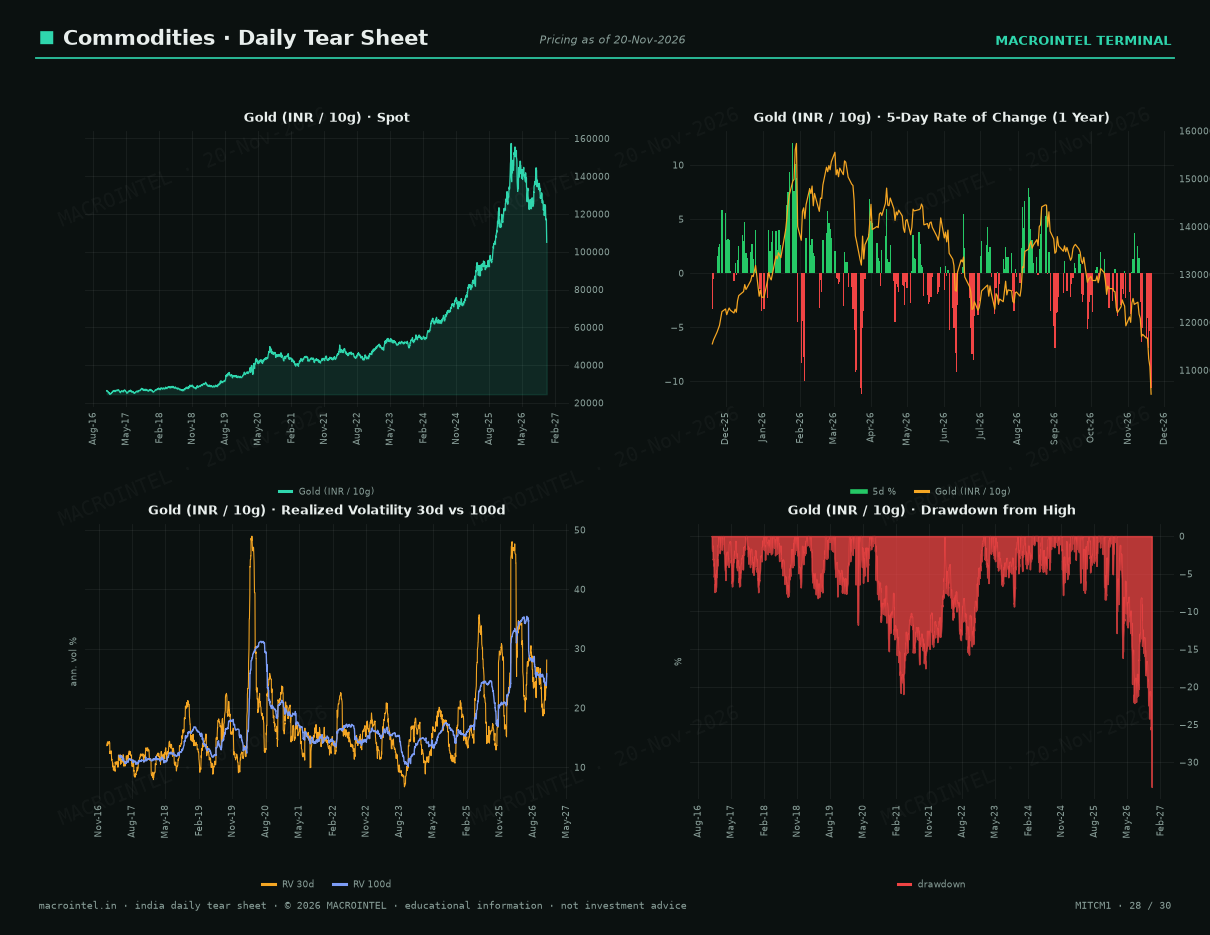 Commodities · Daily Tear Sheet
Pricing as of 20-Nov-2026
MACROINTEL TERMINAL
Gold (INR / 10g) · Spot
160000
140000
120000
100000
80000
60000
40000
20000
Aug-16 May-17 Feb-18 Nov-18 Aug-19 May-20 Feb-21 Nov-21 Aug-22 May-23 Feb-24 Nov-24 Aug-25 May-26 Feb-27
Gold (INR / 10g)
Gold (INR / 10g) · 5-Day Rate of Change (1 Year)
10
5
0
−5
−10
16000
15000
14000
13000
12000
11000
Dec-25 Jan-26 Feb-26 Mar-26 Apr-26 May-26 Jun-26 Jul-26 Aug-26 Sep-26 Oct-26 Nov-26 Dec-26
5d % Gold (INR / 10g)
Gold (INR / 10g) · Realized Volatility 30d vs 100d
ann. vol %
50
40
30
20
10
Nov-16 Aug-17 May-18 Feb-19 Nov-19 Aug-20 May-21 Feb-22 Nov-22 Aug-23 May-24 Feb-25 Nov-25 Aug-26 May-27
RV 30d RV 100d
Gold (INR / 10g) · Drawdown from High
%
0
−5
−10
−15
−20
−25
−30
Aug-16 May-17 Feb-18 Nov-18 Aug-19 May-20 Feb-21 Nov-21 Aug-22 May-23 Feb-24 Nov-24 Aug-25 May-26 Feb-27
drawdown
MACROINTEL · 20-Nov-2026
macrointel.in · india daily tear sheet · © 2026 MACROINTEL · educational information · not investment advice
MITCM1 · 28 / 30